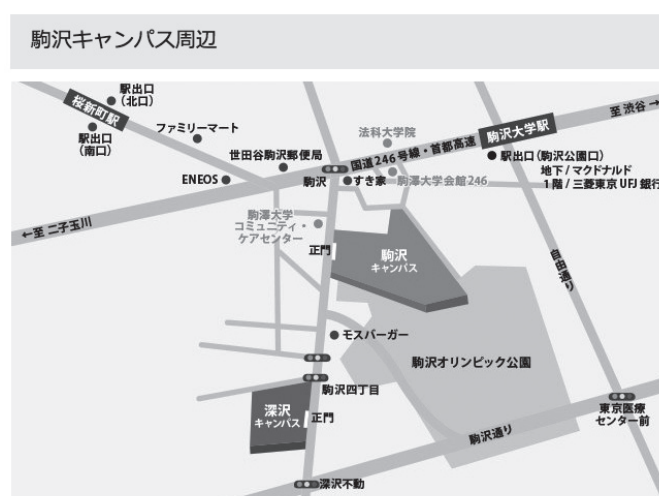 駒沢キャンパス周辺
駅出口
（北口）
桜新町駅
駅出口
（南口）
ファミリーマート
世田谷駒沢郵便局
ENEOS
←至 二子玉川
法科大学院
国道246号線・首都高速
駒沢大学駅
至 渋谷→
駅出口（駒沢公園口）
地下 / マクドナルド
1階 / 三菱東京UFJ銀行
駒沢
すき家
駒澤大学会館246
駒澤大学
コミュニティ・
ケアセンター
正門
駒沢
キャンパス
自由通り
モスバーガー
駒沢オリンピック公園
駒沢四丁目
深沢
キャンパス
正門
駒沢通り
東京医療
センター前
深沢不動